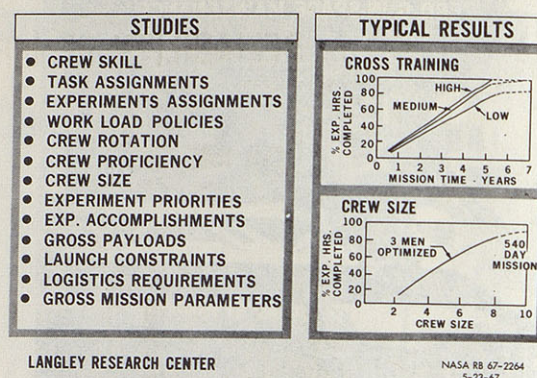 STUDIES
• CREW SKILL
• TASK ASSIGNMENTS
• EXPERIMENTS ASSIGNMENTS
• WORK LOAD POLICIES
• CREW ROTATION
• CREW PROFICIENCY
• CREW SIZE
• EXPERIMENT PRIORITIES
• EXP. ACCOMPLISHMENTS
• GROSS PAYLOADS
• LAUNCH CONSTRAINTS
• LOGISTICS REQUIREMENTS
• GROSS MISSION PARAMETERS
TYPICAL RESULTS
CROSS TRAINING
% EXP. HRS.
COMPLETED
100
80
60
40
20
0
HIGH
MEDIUM
LOW
0 1 2 3 4 5 6 7
MISSION TIME - YEARS
CREW SIZE
% EXP. HRS.
COMPLETED
100
80
60
40
20
0
3 MEN
OPTIMIZED
540
DAY
MISSION
2 4 6 8 10
CREW SIZE
LANGLEY RESEARCH CENTER
NASA RB 67-2264
5-23-67